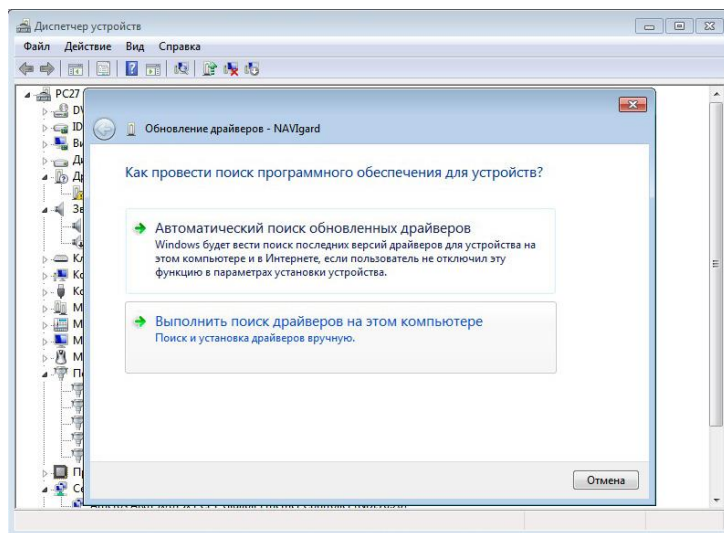 Диспетчер устройств
Файл Действие Вид Справка
PC27
Обновление драйверов - NAVIgard
Как провести поиск программного обеспечения для устройств?
Автоматический поиск обновленных драйверов
Windows будет вести поиск последних версий драйверов для устройства на
этом компьютере и в Интернете, если пользователь не отключил эту
функцию в параметрах установки устройства.
Выполнить поиск драйверов на этом компьютере
Поиск и установка драйверов вручную.
Отмена